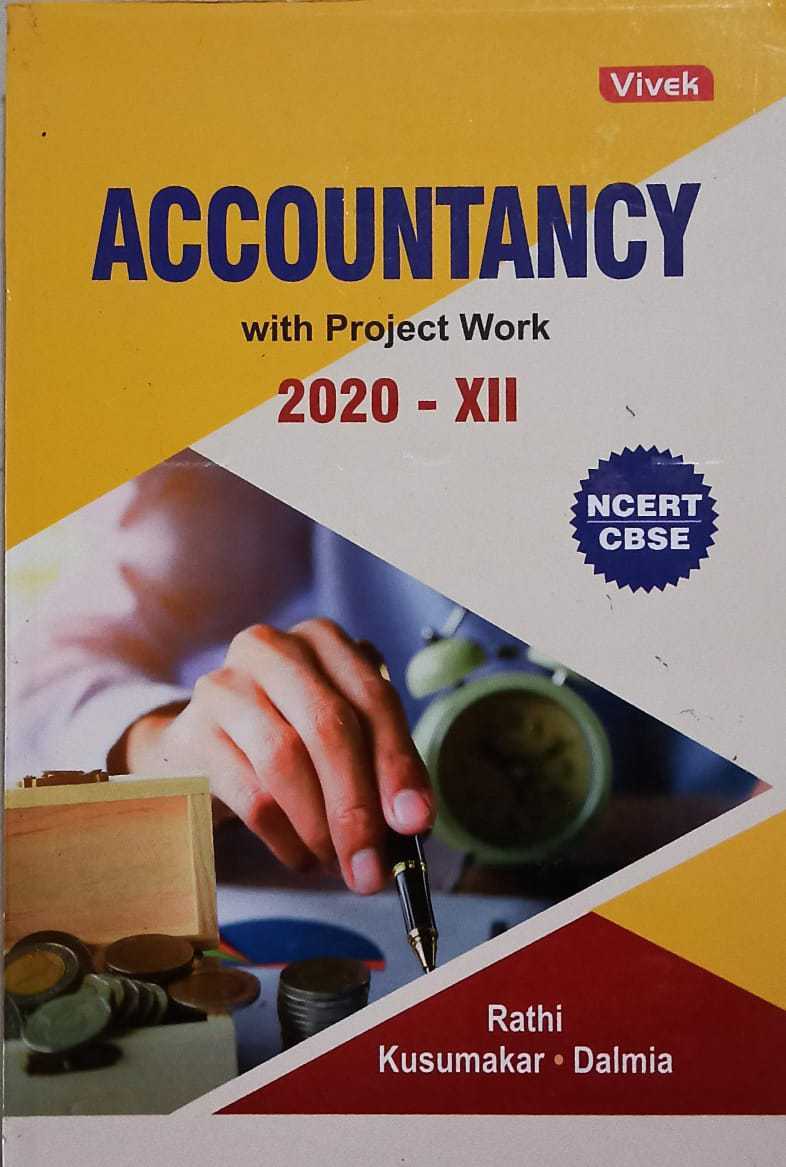 Vivek
ACCOUNTANCY
with Project Work
2020 - XII
NCERT
CBSE
Rathi
Kusumakar • Dalmia